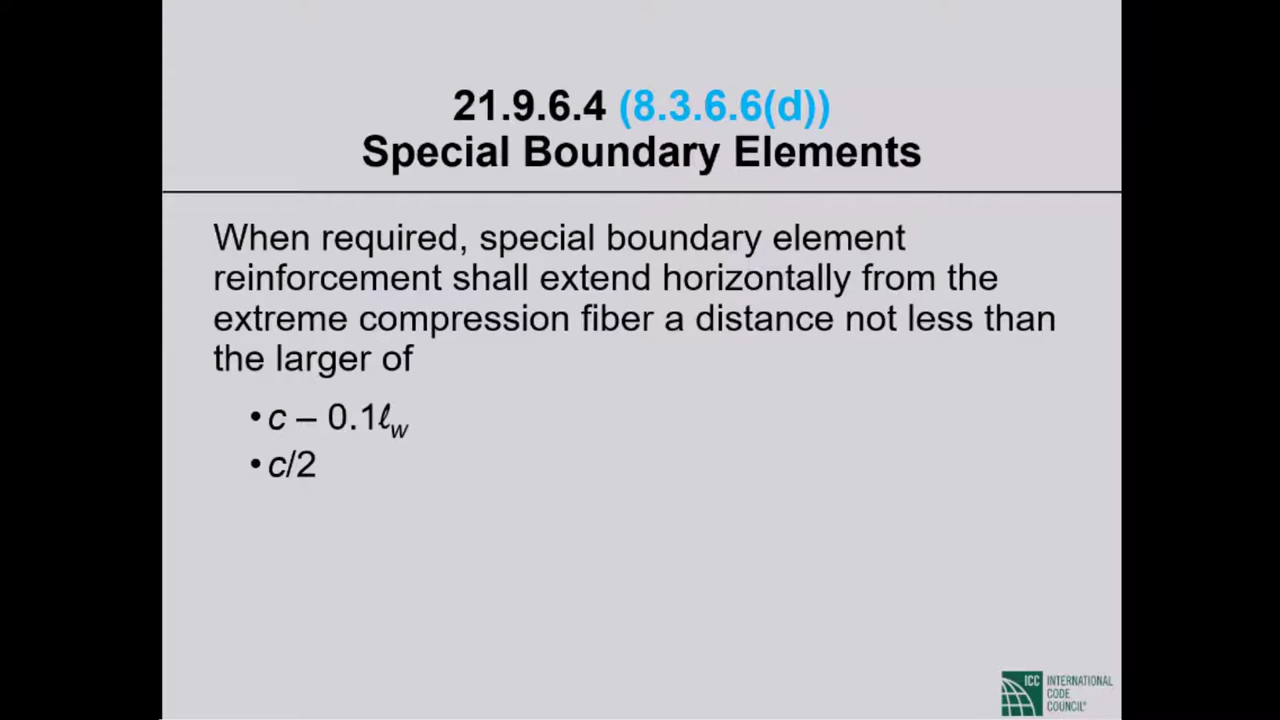 21.9.6.4 (8.3.6.6(d))
Special Boundary Elements
When required, special boundary element
reinforcement shall extend horizontally from the
extreme compression fiber a distance not less than
the larger of
•c – 0.1ℓw
•c/2
ICC INTERNATIONAL
CODE
COUNCIL®